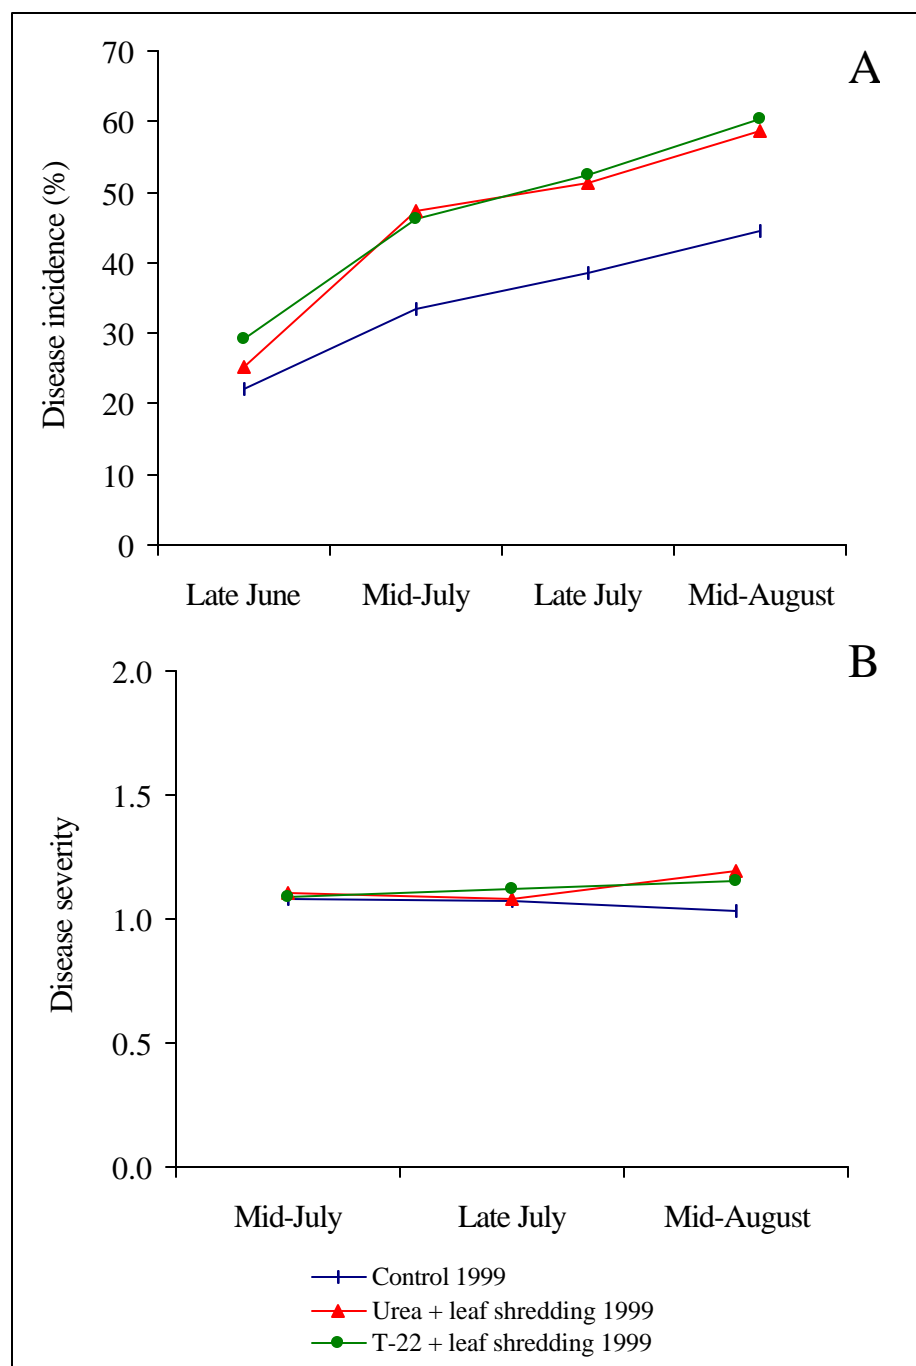 A
70
60
50
40
30
20
10
0
Disease incidence (%)
Late June Mid-July Late July Mid-August
B
2.0
1.5
1.0
0.5
0.0
Disease severity
Mid-July Late July Mid-August
Control 1999
Urea + leaf shredding 1999
T-22 + leaf shredding 1999